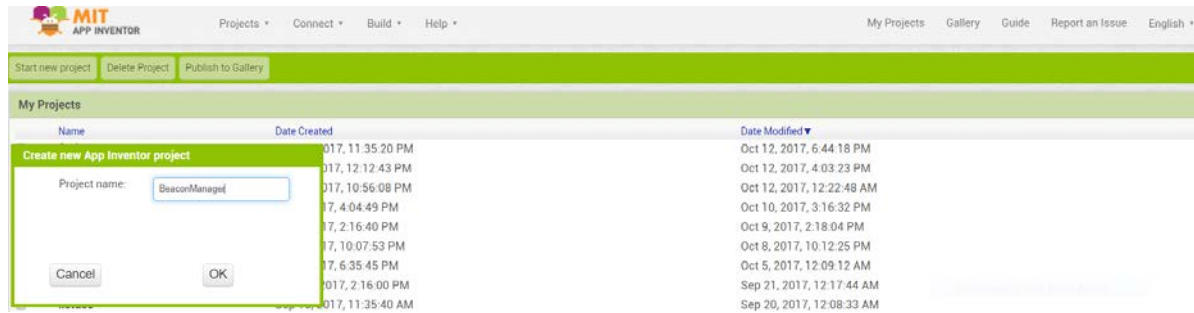 MIT
APP INVENTOR
Projects Connect Build Help My Projects Gallery Guide Report an Issue English
Start new project Delete Project Publish to Gallery
My Projects
Name Date Created Date Modified▼
Create new App Inventor project
Project name: BeaconManager
Cancel OK
017, 11:35:20 PM Oct 12, 2017, 6:44:18 PM
017, 12:12:43 PM Oct 12, 2017, 4:03:23 PM
017, 10:56:08 PM Oct 12, 2017, 12:22:48 AM
17, 4:04:49 PM Oct 10, 2017, 3:16:32 PM
17, 2:16:40 PM Oct 9, 2017, 2:18:04 PM
17, 10:07:53 PM Oct 8, 2017, 10:12:25 PM
17, 6:35:45 PM Oct 5, 2017, 12:09:12 AM
017, 2:16:00 PM Sep 21, 2017, 12:17:44 AM
2017, 11:35:40 AM Sep 20, 2017, 12:08:33 AM